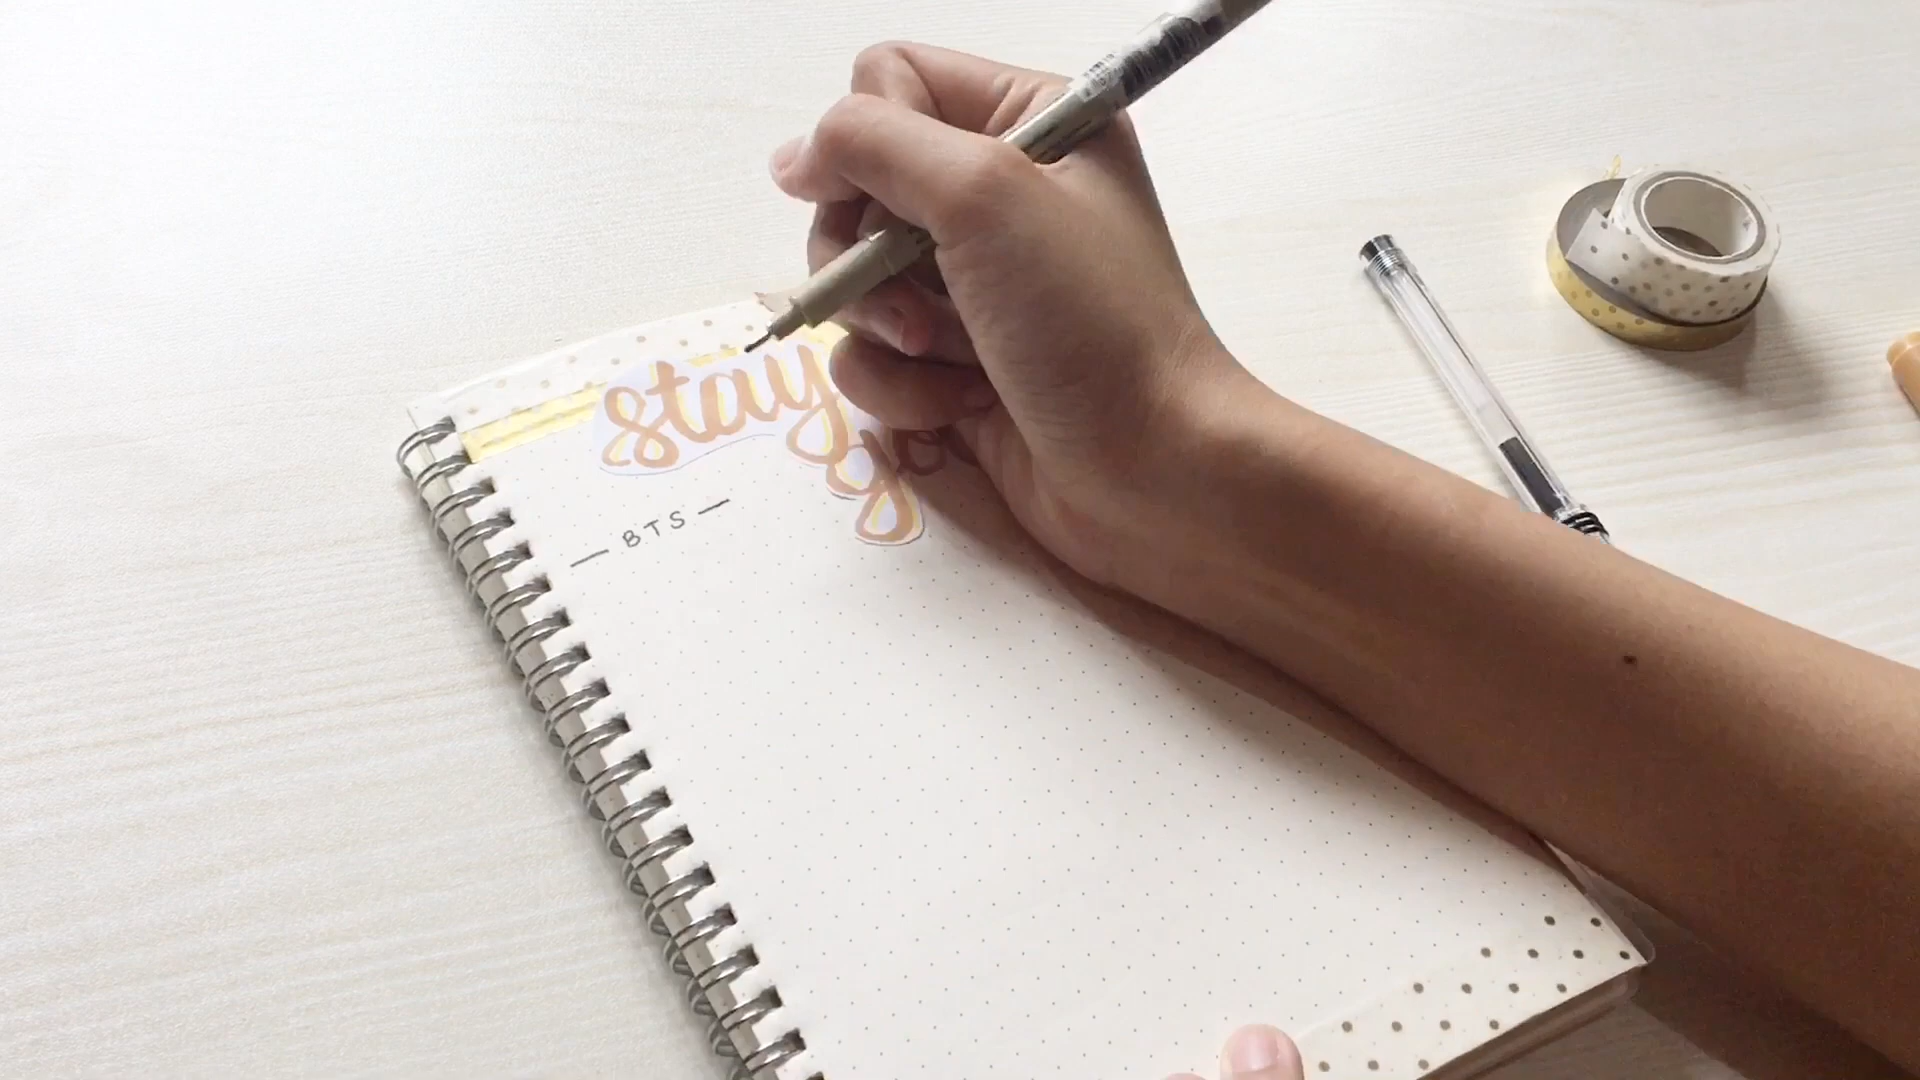 stay
— BTS —